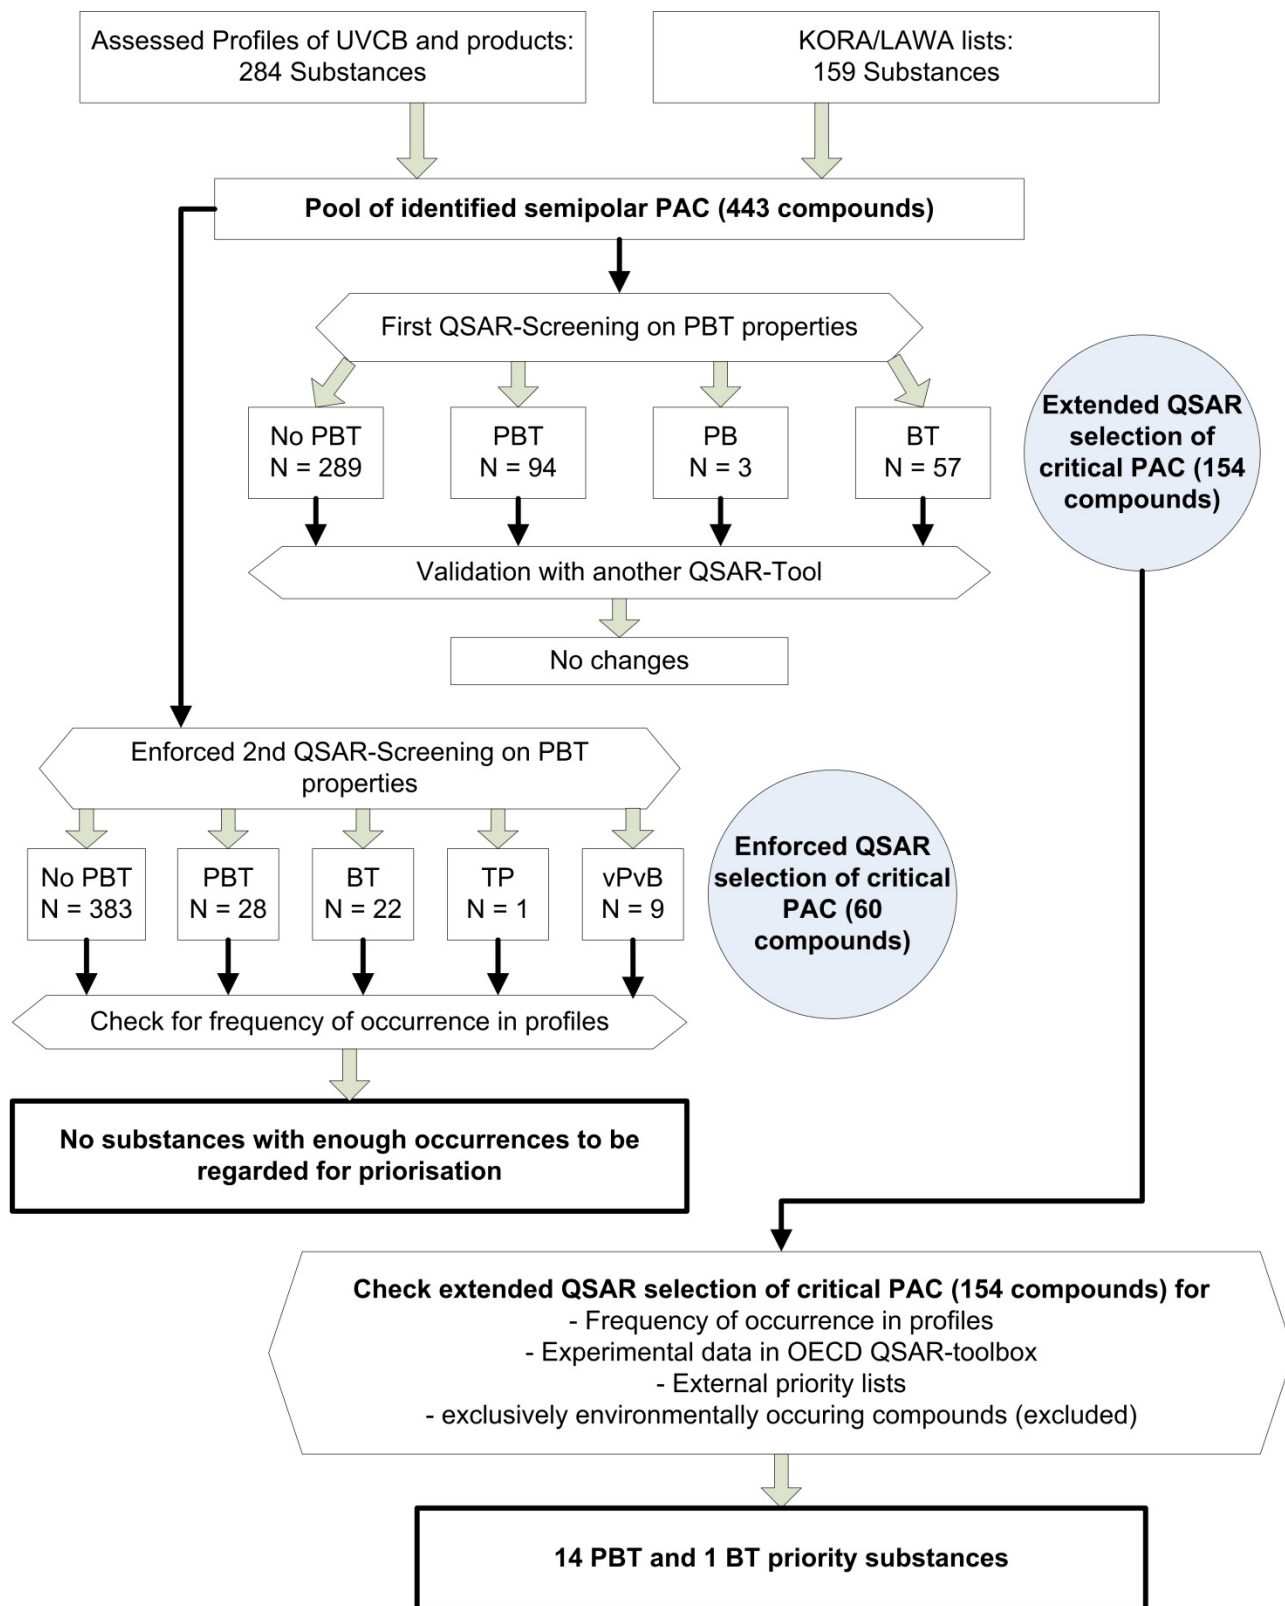 Assessed Profiles of UVCB and products:
284 Substances
KORA/LAWA lists:
159 Substances
Pool of identified semipolar PAC (443 compounds)
First QSAR-Screening on PBT properties
No PBT
N = 289
PBT
N = 94
PB
N = 3
BT
N = 57
Extended QSAR
selection of
critical PAC (154
compounds)
Validation with another QSAR-Tool
No changes
Enforced 2nd QSAR-Screening on PBT
properties
No PBT
N = 383
PBT
N = 28
BT
N = 22
TP
N = 1
vPvB
N = 9
Enforced QSAR
selection of critical
PAC (60
compounds)
Check for frequency of occurrence in profiles
No substances with enough occurrences to be
regarded for priorisation
Check extended QSAR selection of critical PAC (154 compounds) for
- Frequency of occurrence in profiles
- Experimental data in OECD QSAR-toolbox
- External priority lists
- exclusively environmentally occuring compounds (excluded)
14 PBT and 1 BT priority substances